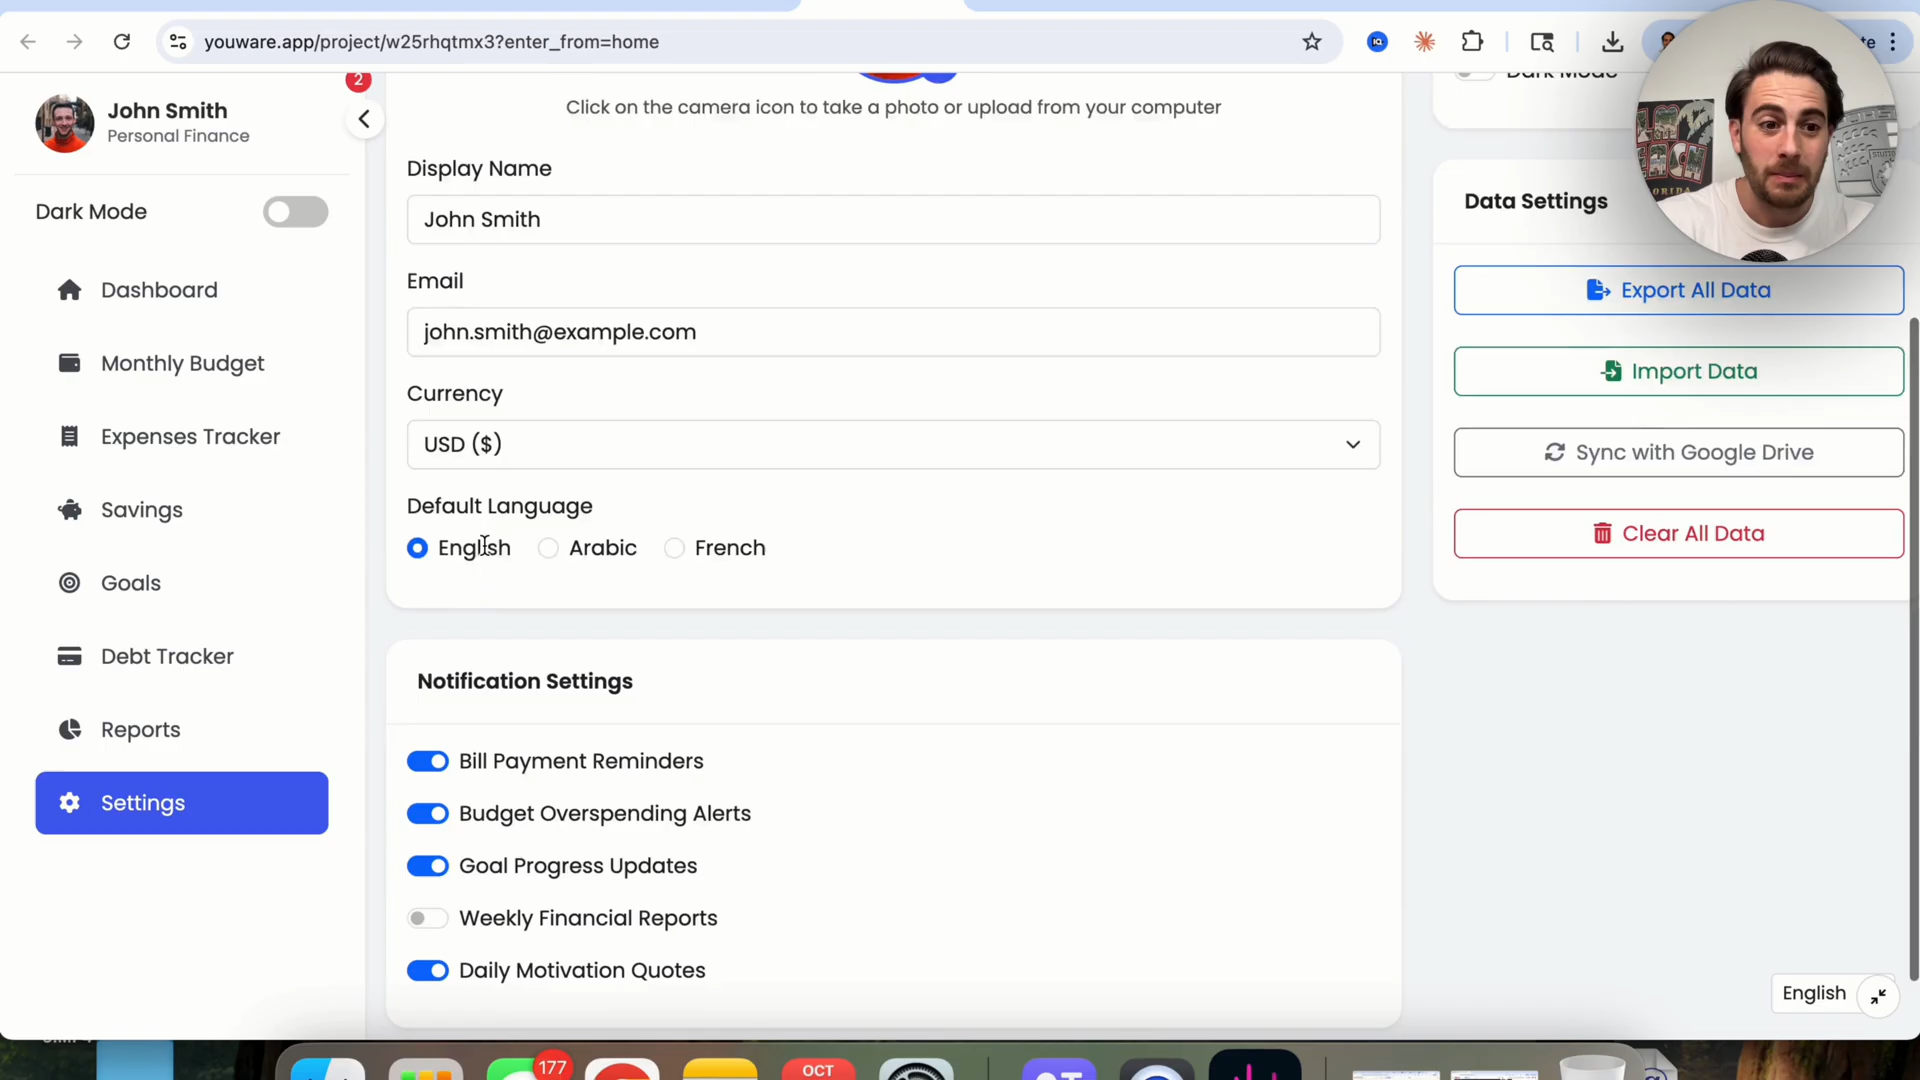 youware.app/project/w25rhqtmx3?enter_from=home
2
John Smith
Personal Finance
Dark Mode
Dashboard
Monthly Budget
Expenses Tracker
Savings
Goals
Debt Tracker
Reports
Settings
Click on the camera icon to take a photo or upload from your computer
Display Name
John Smith
Email
john.smith@example.com
Currency
USD ($)
Default Language
English
Arabic
French
Notification Settings
Bill Payment Reminders
Budget Overspending Alerts
Goal Progress Updates
Weekly Financial Reports
Daily Motivation Quotes
Dark Mode
Data Settings
Export All Data
Import Data
Sync with Google Drive
Clear All Data
English
177
OCT